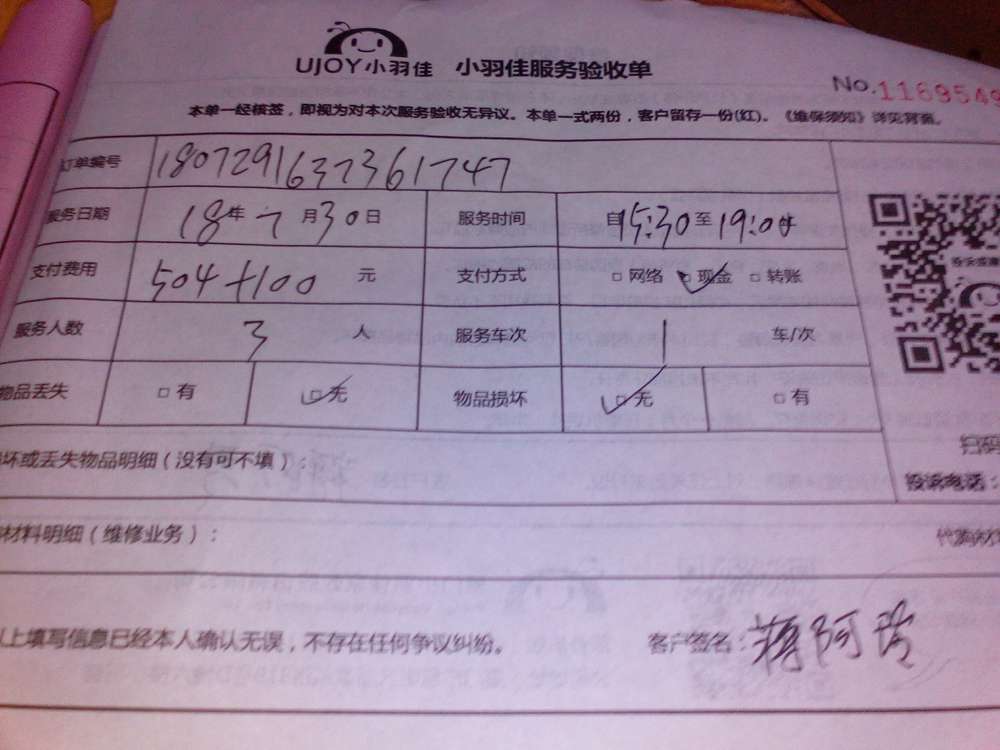 UJOY小羽佳 小羽佳服务验收单
No.1169549
本单一经核签，即视为对本次服务验收无异议。本单一式两份，客户留存一份(红)。《维保须知》详见背面。
订单编号 180729163736 1747
服务日期 18年 7 月30日 服务时间 自15:30至19:00
支付费用 504+100 元 支付方式 □网络 □现金 □转账
服务人数 3 人 服务车次 1 车/次
物品丢失 □有 □无 物品损坏 □无 □有
坏或丢失物品明细（没有可不填）：
投诉电话：
材料明细（维修业务）：
以上填写信息已经本人确认无误，不存在任何争议纠纷。 客户签名：蒋阿